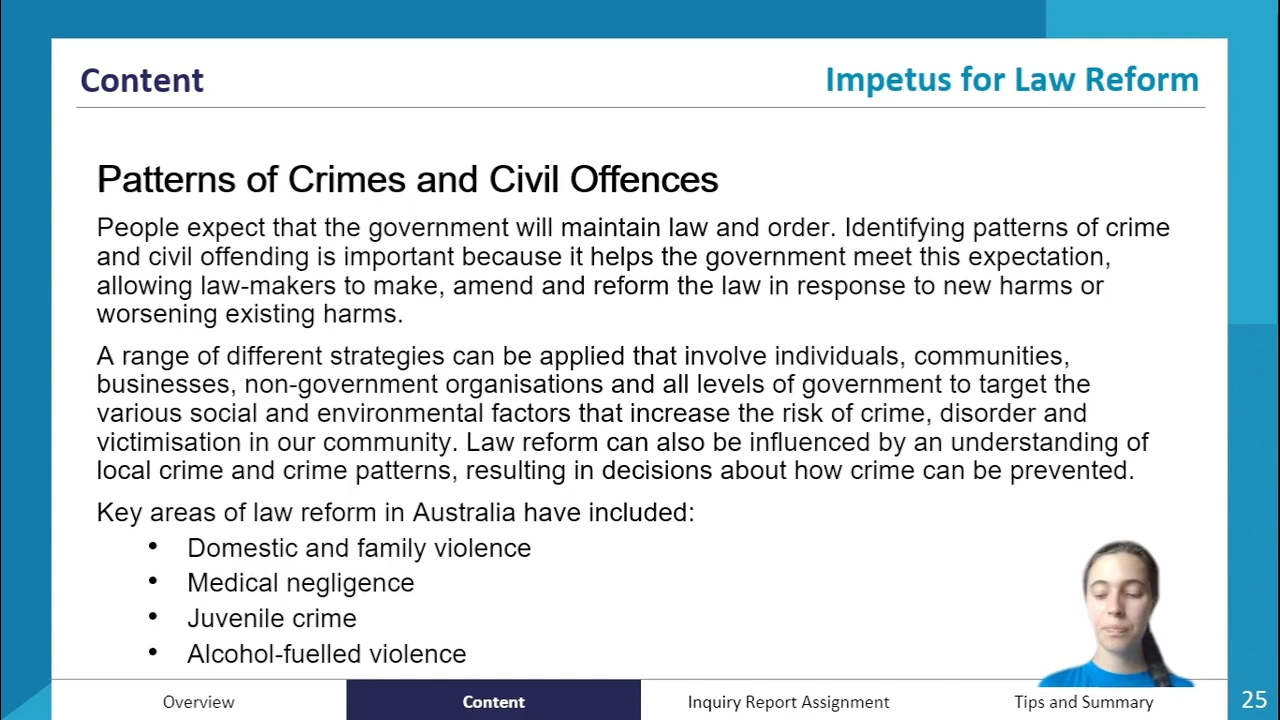 Content
Impetus for Law Reform
Patterns of Crimes and Civil Offences
People expect that the government will maintain law and order. Identifying patterns of crime
and civil offending is important because it helps the government meet this expectation,
allowing law-makers to make, amend and reform the law in response to new harms or
worsening existing harms.
A range of different strategies can be applied that involve individuals, communities,
businesses, non-government organisations and all levels of government to target the
various social and environmental factors that increase the risk of crime, disorder and
victimisation in our community. Law reform can also be influenced by an understanding of
local crime and crime patterns, resulting in decisions about how crime can be prevented.
Key areas of law reform in Australia have included:
• Domestic and family violence
• Medical negligence
• Juvenile crime
• Alcohol-fuelled violence
Overview
Content
Inquiry Report Assignment
Tips and Summary
25